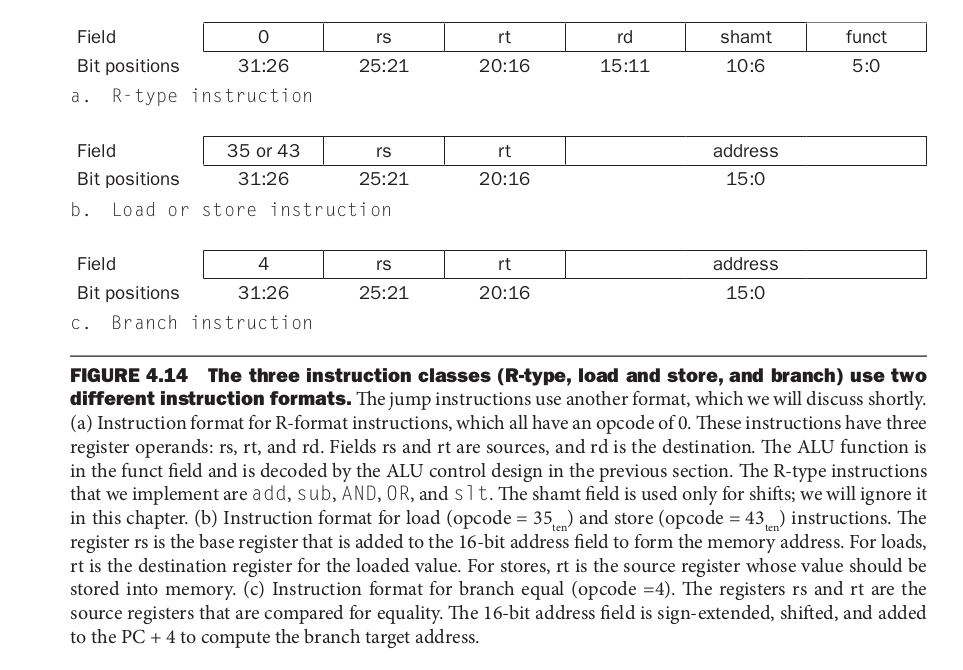 Field 0 rs rt rd shamt funct
Bit positions 31:26 25:21 20:16 15:11 10:6 5:0
a. R-type instruction
Field 35 or 43 rs rt address
Bit positions 31:26 25:21 20:16 15:0
b. Load or store instruction
Field 4 rs rt address
Bit positions 31:26 25:21 20:16 15:0
c. Branch instruction
FIGURE 4.14 The three instruction classes (R-type, load and store, and branch) use two
different instruction formats. The jump instructions use another format, which we will discuss shortly.
(a) Instruction format for R-format instructions, which all have an opcode of 0. These instructions have three
register operands: rs, rt, and rd. Fields rs and rt are sources, and rd is the destination. The ALU function is
in the funct field and is decoded by the ALU control design in the previous section. The R-type instructions
that we implement are add, sub, AND, OR, and slt. The shamt field is used only for shifts; we will ignore it
in this chapter. (b) Instruction format for load (opcode = 35ten) and store (opcode = 43ten) instructions. The
register rs is the base register that is added to the 16-bit address field to form the memory address. For loads,
rt is the destination register for the loaded value. For stores, rt is the source register whose value should be
stored into memory. (c) Instruction format for branch equal (opcode =4). The registers rs and rt are the
source registers that are compared for equality. The 16-bit address field is sign-extended, shifted, and added
to the PC + 4 to compute the branch target address.